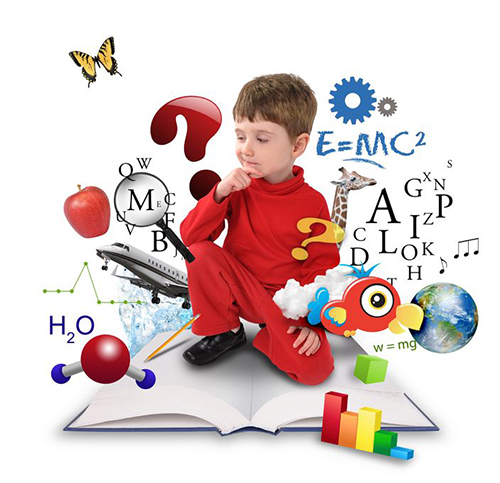 E=MC²
Q W
M E C
U V F
B J
S
G X N
A I Z P
C L O K
D T H
H₂O
w = mg